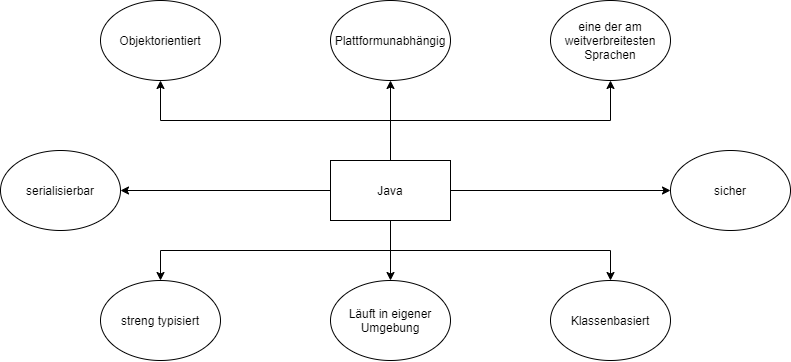 Objektorientiert
Plattformunabhängig
eine der am
weitverbreitesten
Sprachen
serialisierbar
Java
sicher
streng typisiert
Läuft in eigener
Umgebung
Klassenbasiert